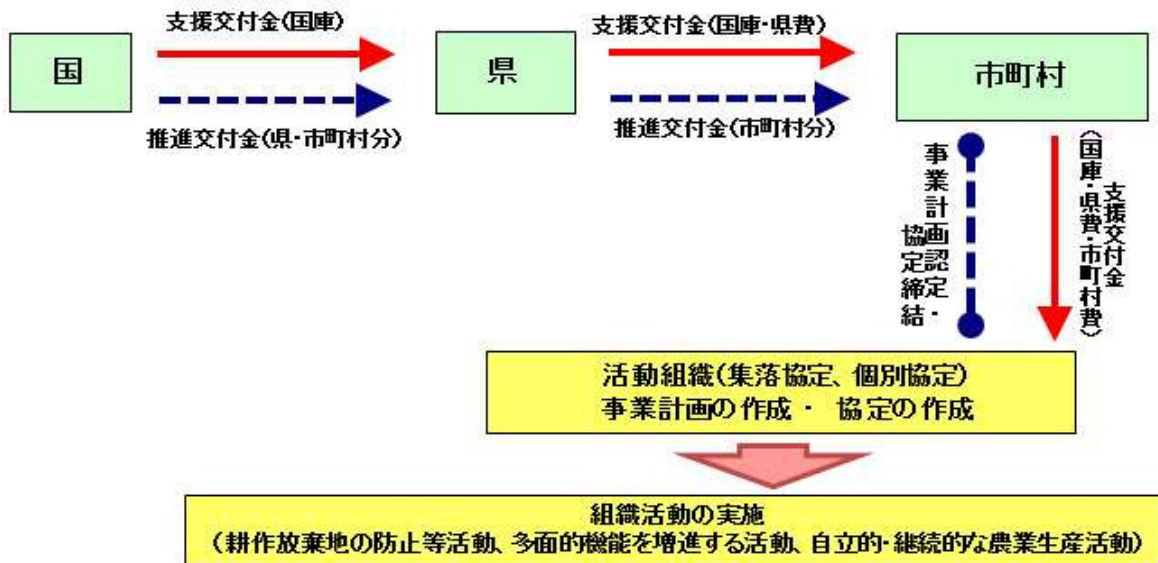 支援交付金(国庫)
支援交付金(国庫・県費)
国
県
市町村
推進交付金(県・市町村分)
推進交付金(市町村分)
事業計画認定・
協定締結
支援交付金
(国庫・県費・市町村費)
活動組織(集落協定、個別協定)
事業計画の作成・ 協定の作成
組織活動の実施
(耕作放棄地の防止等活動、多面的機能を増進する活動、自立的・継続的な農業生産活動)